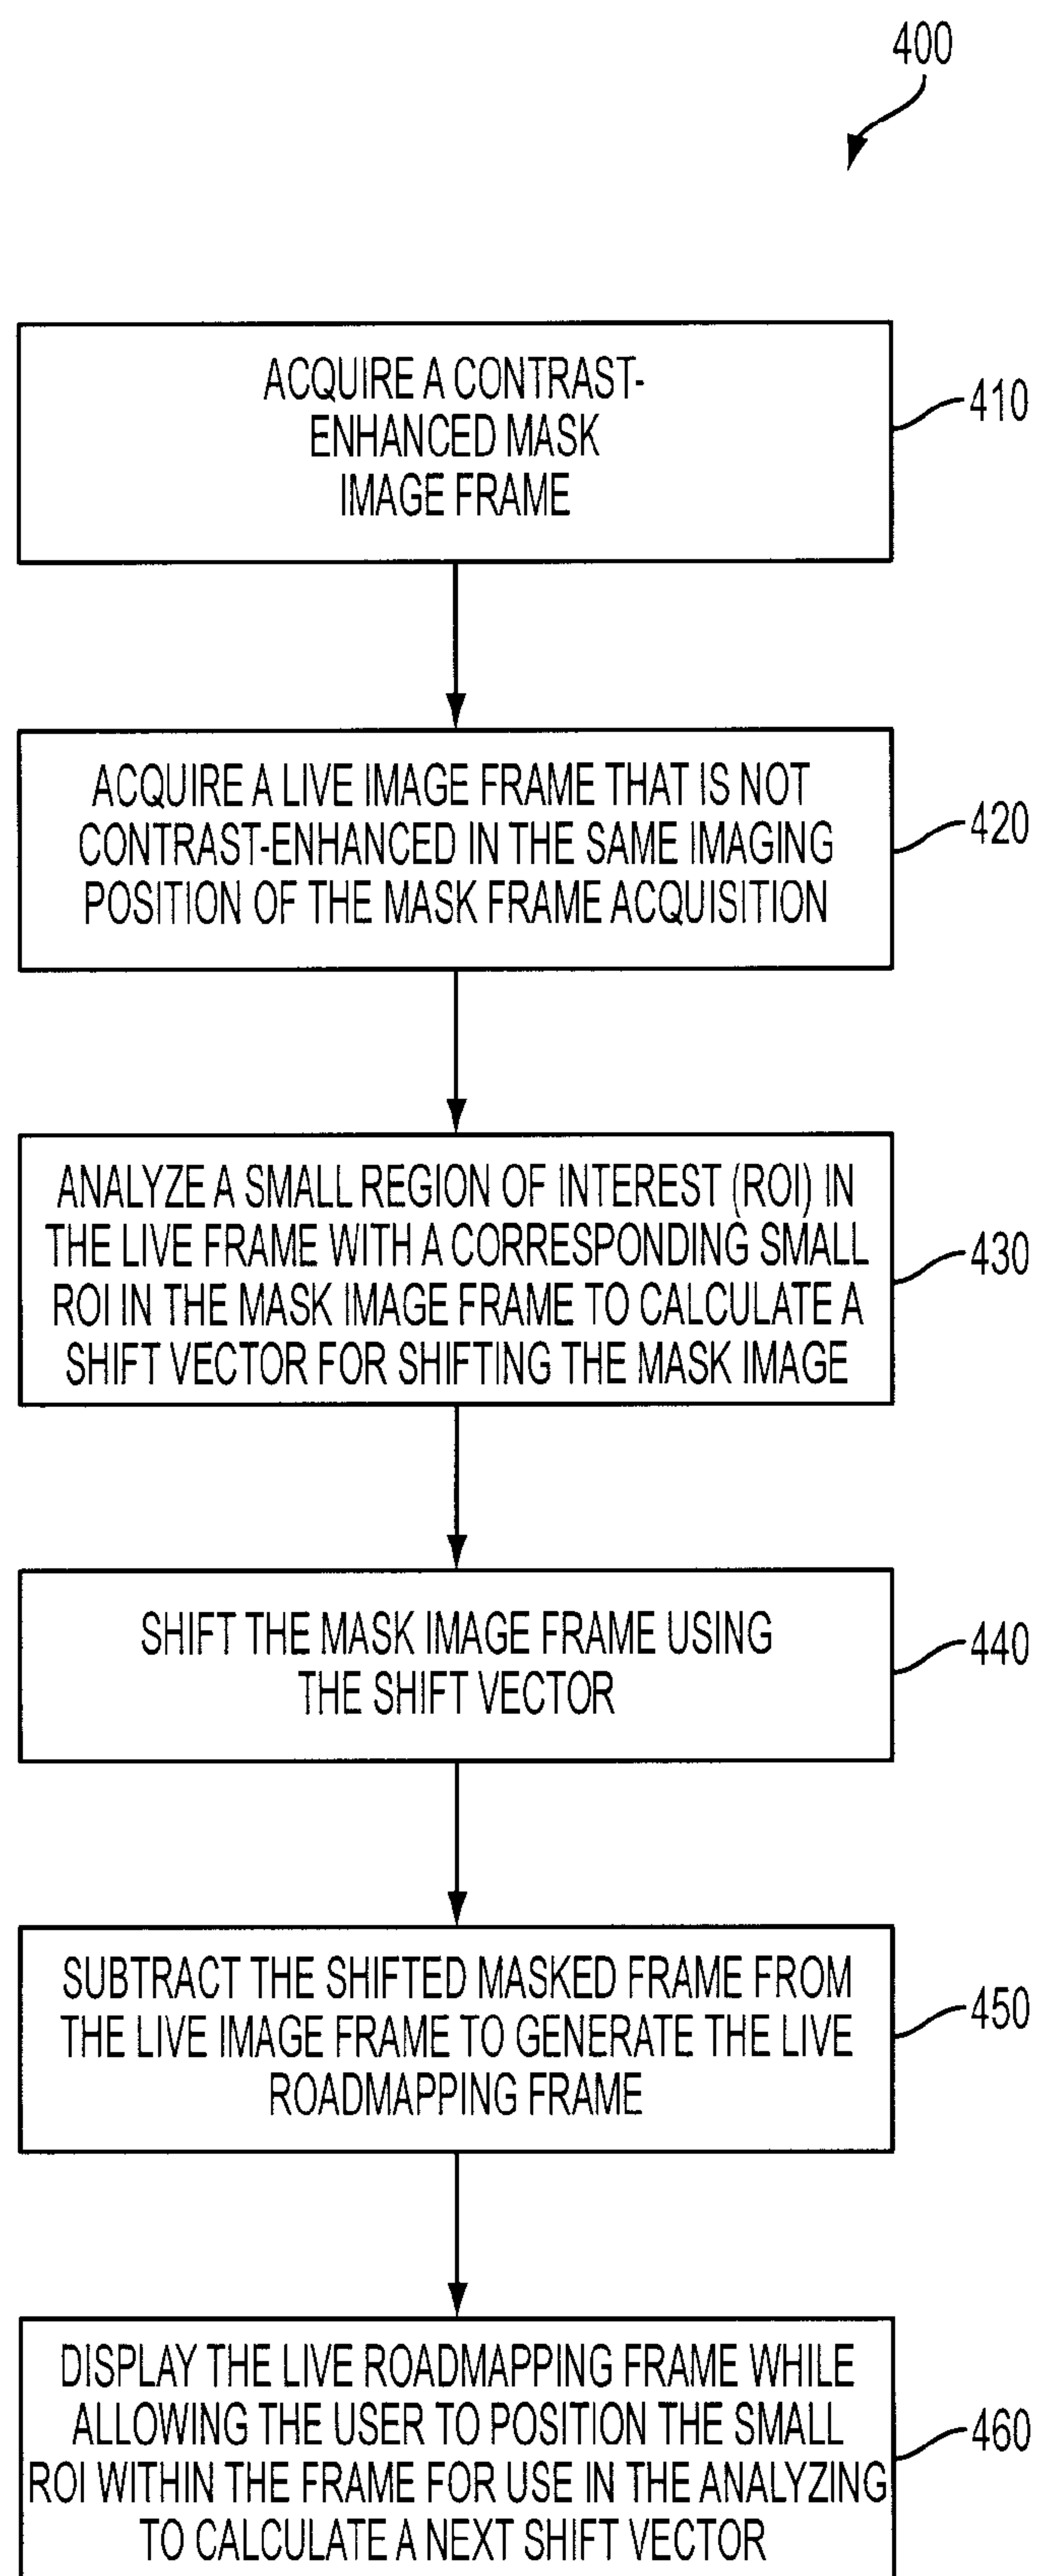 400
ACQUIRE A CONTRAST-
ENHANCED MASK
IMAGE FRAME
410
ACQUIRE A LIVE IMAGE FRAME THAT IS NOT
CONTRAST-ENHANCED IN THE SAME IMAGING
POSITION OF THE MASK FRAME ACQUISITION
420
ANALYZE A SMALL REGION OF INTEREST (ROI) IN
THE LIVE FRAME WITH A CORRESPONDING SMALL
ROI IN THE MASK IMAGE FRAME TO CALCULATE A
SHIFT VECTOR FOR SHIFTING THE MASK IMAGE
430
SHIFT THE MASK IMAGE FRAME USING
THE SHIFT VECTOR
440
SUBTRACT THE SHIFTED MASKED FRAME FROM
THE LIVE IMAGE FRAME TO GENERATE THE LIVE
ROADMAPPING FRAME
450
DISPLAY THE LIVE ROADMAPPING FRAME WHILE
ALLOWING THE USER TO POSITION THE SMALL
ROI WITHIN THE FRAME FOR USE IN THE ANALYZING
TO CALCULATE A NEXT SHIFT VECTOR
460